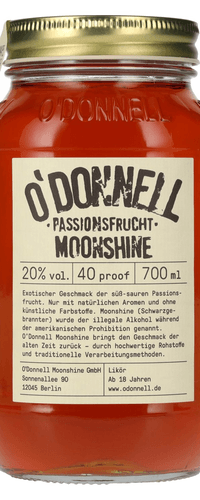 O'DONNELL
O'DONNELL
·PASSIONSFRUCHT·
MOONSHINE
20% vol. 40 proof 700 ml
Exotischer Geschmack der süß-sauren Passions-
frucht. Nur mit natürlichen Aromen und ohne
künstliche Farbstoffe. Moonshine (Schwarzge-
brannter) wurde der illegale Alkohol während
der amerikanischen Prohibition genannt.
O'Donnell Moonshine bringt den Geschmack der
alten Zeit zurück – durch hochwertige Rohstoffe
und traditionelle Verarbeitungsmethoden.
O'Donnell Moonshine GmbH Likör
Sonnenallee 90 Ab 18 Jahren
12045 Berlin www.odonnell.de